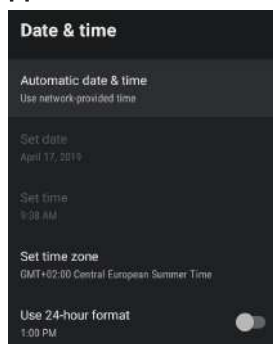 Date & time
Automatic date & time
Use network-provided time
Set date
April 17, 2019
Set time
9:08 AM
Set time zone
GMT+02:00 Central European Summer Time
Use 24-hour format
1:00 PM